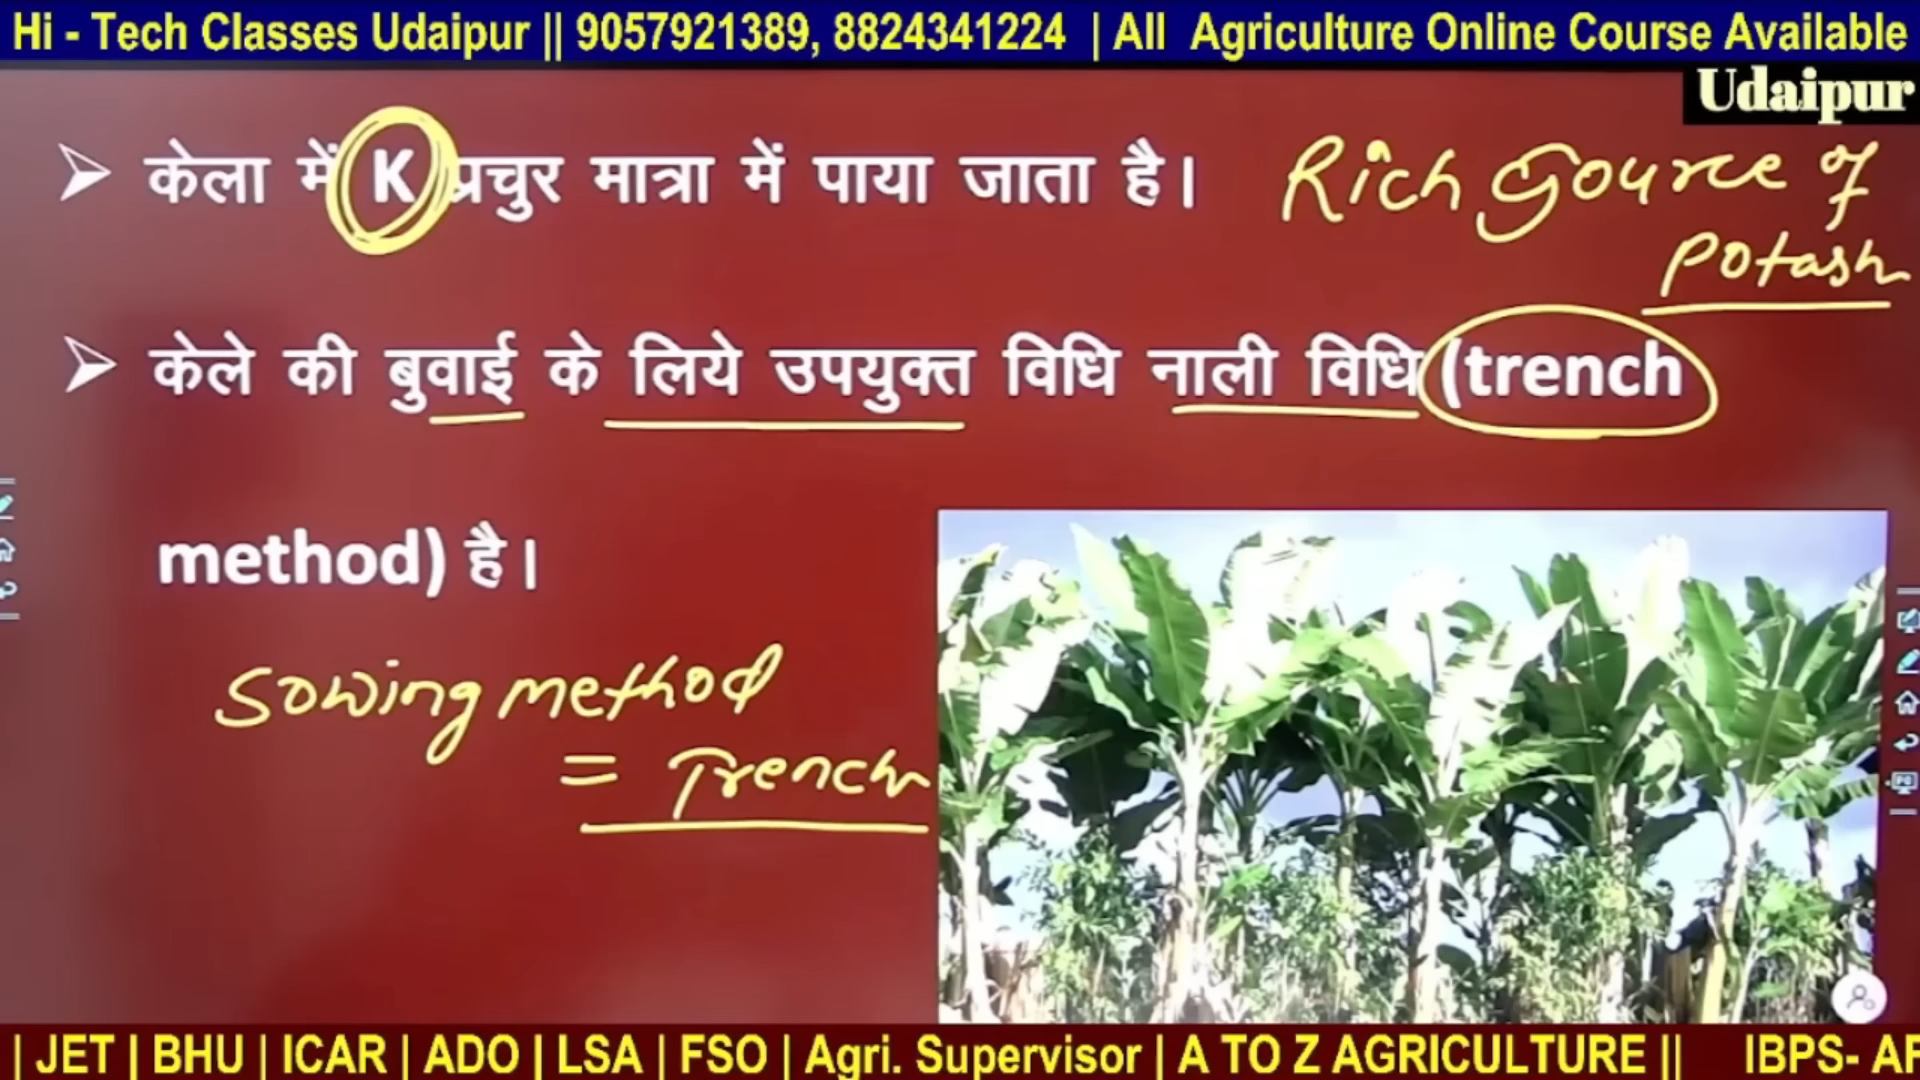 Hi - Tech Classes Udaipur || 9057921389, 8824341224 | All Agriculture Online Course Available
Udaipur
केला में K प्रचुर मात्रा में पाया जाता है। Rich Source of
Potash
केले की बुवाई के लिये उपयुक्त विधि नाली विधि (trench
method) है।
Sowing method
= Trench
| JET | BHU | ICAR | ADO | LSA | FSO | Agri. Supervisor | A TO Z AGRICULTURE || IBPS- AF